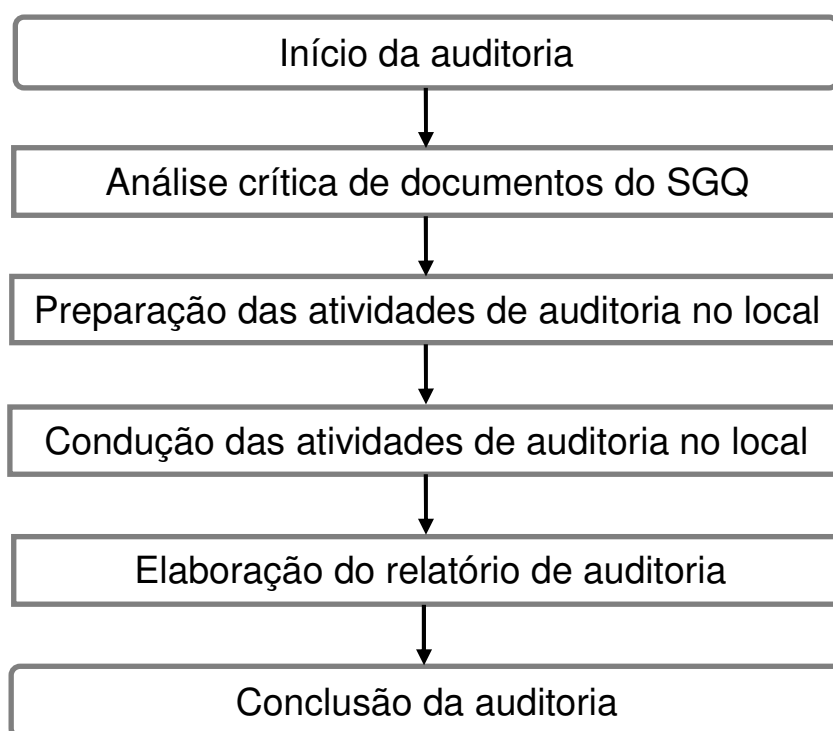 Início da auditoria
Análise crítica de documentos do SGQ
Preparação das atividades de auditoria no local
Condução das atividades de auditoria no local
Elaboração do relatório de auditoria
Conclusão da auditoria